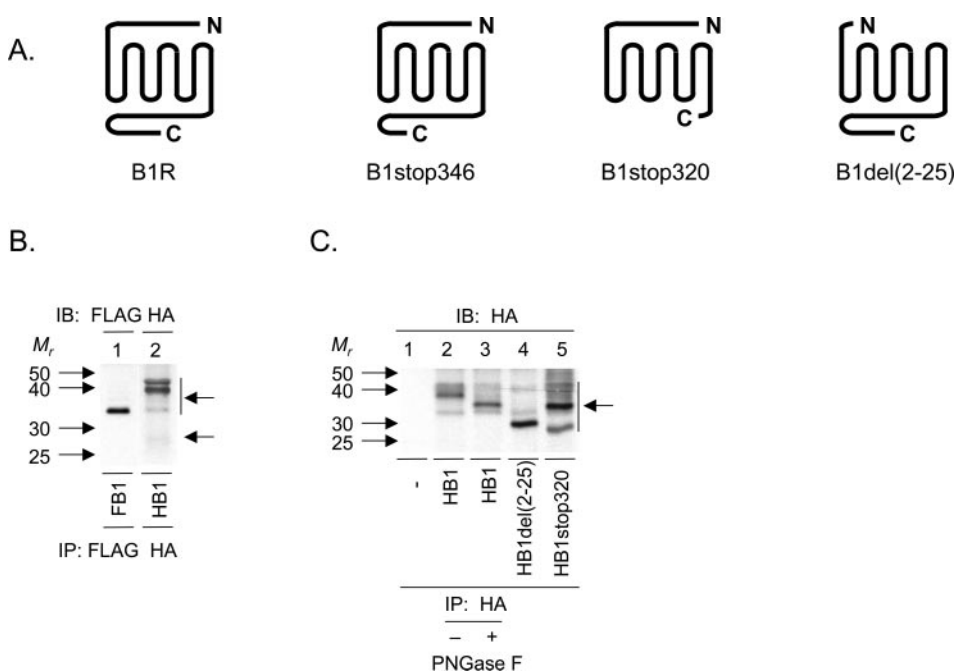 A.
N
C
B1R
N
C
B1stop346
N
C
B1stop320
N
C
B1del(2-25)
B.
IB: FLAG HA
Mr 1 2
50
40
30
25
FB1
HB1
IP: FLAG HA
C.
IB: HA
Mr 1 2 3 4 5
50
40
30
25
-
HB1
HB1
HB1del(2-25)
HB1stop320
IP: HA
– +
PNGase F